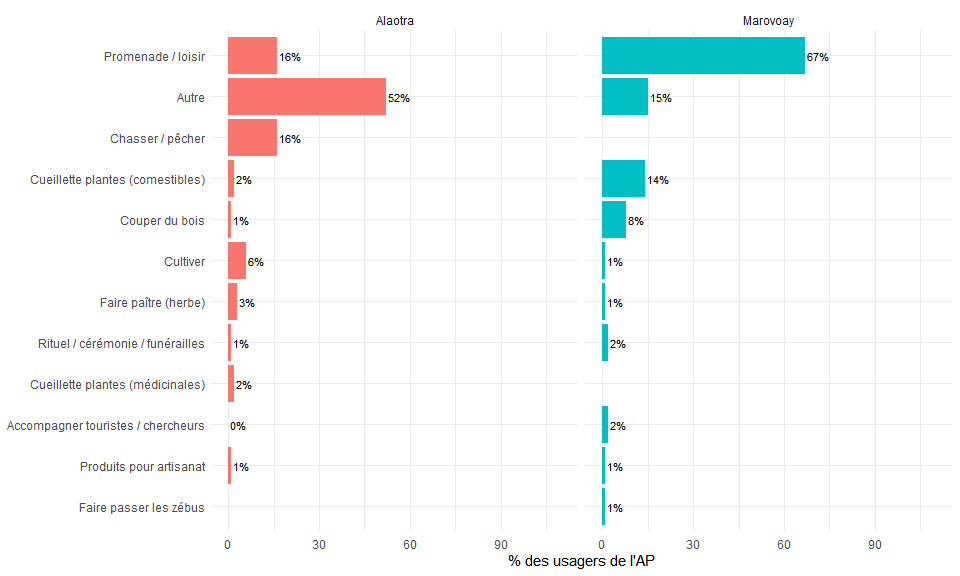 Alaotra Marovoay
Promenade / loisir 16% 67%
Autre 52% 15%
Chasser / pêcher 16%
Cueillette plantes (comestibles) 2% 14%
Couper du bois 1% 8%
Cultiver 6% 1%
Faire paître (herbe) 3% 1%
Rituel / cérémonie / funérailles 1% 2%
Cueillette plantes (médicinales) 2%
Accompagner touristes / chercheurs 0% 2%
Produits pour artisanat 1% 1%
Faire passer les zébus 1%
0 30 60 90 0 30 60 90
% des usagers de l'AP